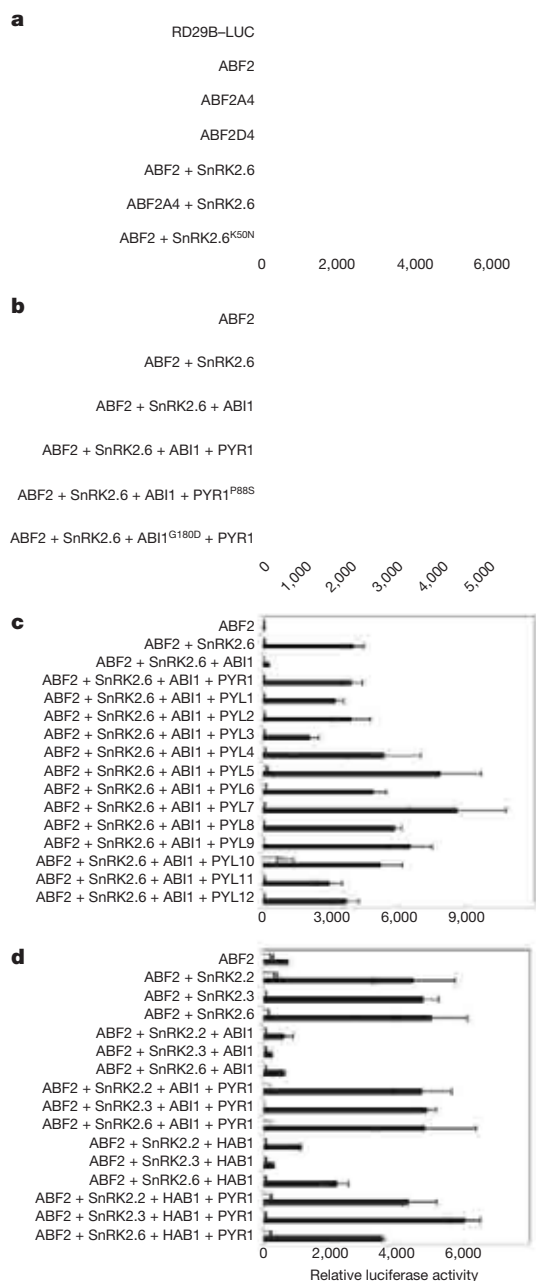 a
RD29B–LUC
ABF2
ABF2A4
ABF2D4
ABF2 + SnRK2.6
ABF2A4 + SnRK2.6
ABF2 + SnRK2.6K50N
0 2,000 4,000 6,000
b
ABF2
ABF2 + SnRK2.6
ABF2 + SnRK2.6 + ABI1
ABF2 + SnRK2.6 + ABI1 + PYR1
ABF2 + SnRK2.6 + ABI1 + PYR1P88S
ABF2 + SnRK2.6 + ABI1G180D + PYR1
0 1,000 2,000 3,000 4,000 5,000
c
ABF2
ABF2 + SnRK2.6
ABF2 + SnRK2.6 + ABI1
ABF2 + SnRK2.6 + ABI1 + PYR1
ABF2 + SnRK2.6 + ABI1 + PYL1
ABF2 + SnRK2.6 + ABI1 + PYL2
ABF2 + SnRK2.6 + ABI1 + PYL3
ABF2 + SnRK2.6 + ABI1 + PYL4
ABF2 + SnRK2.6 + ABI1 + PYL5
ABF2 + SnRK2.6 + ABI1 + PYL6
ABF2 + SnRK2.6 + ABI1 + PYL7
ABF2 + SnRK2.6 + ABI1 + PYL8
ABF2 + SnRK2.6 + ABI1 + PYL9
ABF2 + SnRK2.6 + ABI1 + PYL10
ABF2 + SnRK2.6 + ABI1 + PYL11
ABF2 + SnRK2.6 + ABI1 + PYL12
0 3,000 6,000 9,000
d
ABF2
ABF2 + SnRK2.2
ABF2 + SnRK2.3
ABF2 + SnRK2.6
ABF2 + SnRK2.2 + ABI1
ABF2 + SnRK2.3 + ABI1
ABF2 + SnRK2.6 + ABI1
ABF2 + SnRK2.2 + ABI1 + PYR1
ABF2 + SnRK2.3 + ABI1 + PYR1
ABF2 + SnRK2.6 + ABI1 + PYR1
ABF2 + SnRK2.2 + HAB1
ABF2 + SnRK2.3 + HAB1
ABF2 + SnRK2.6 + HAB1
ABF2 + SnRK2.2 + HAB1 + PYR1
ABF2 + SnRK2.3 + HAB1 + PYR1
ABF2 + SnRK2.6 + HAB1 + PYR1
0 2,000 4,000 6,000
Relative luciferase activity